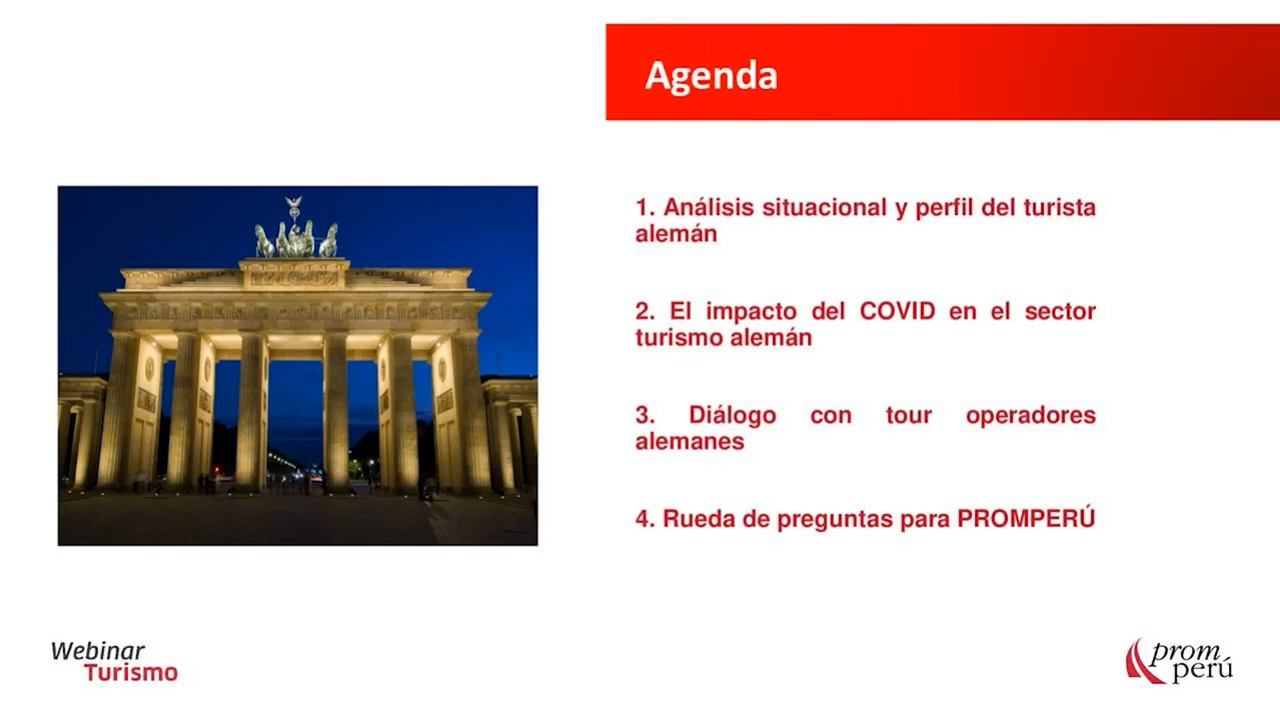 Agenda
1. Análisis situacional y perfil del turista
alemán
2. El impacto del COVID en el sector
turismo alemán
3. Diálogo con tour operadores
alemanes
4. Rueda de preguntas para PROMPERÚ
Webinar
Turismo
prom
perú